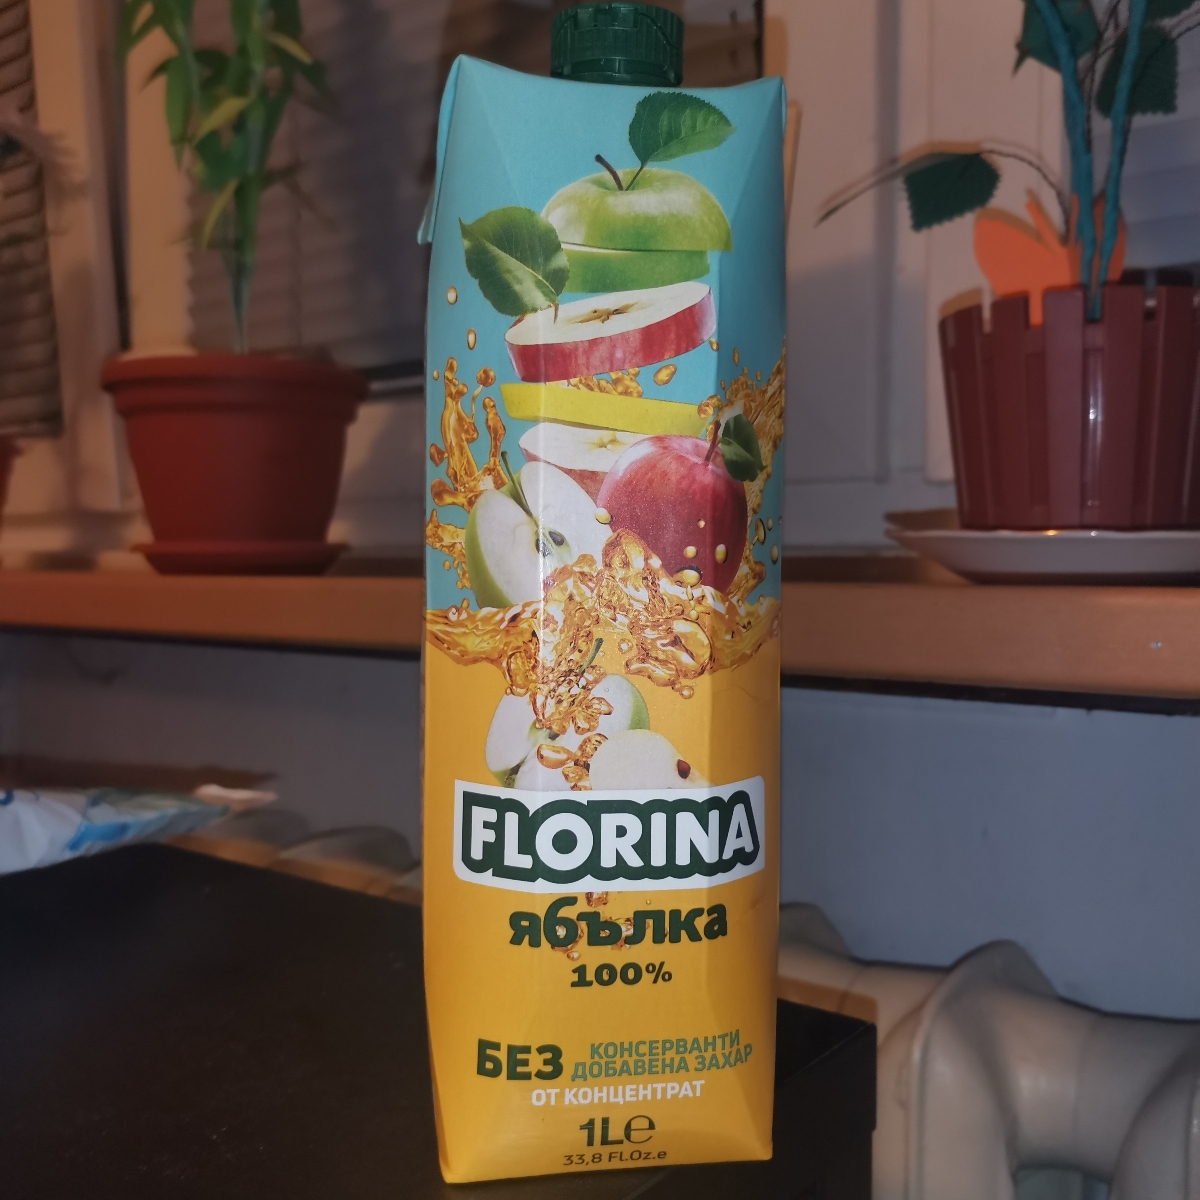 FLORINA
ябълка
100%
БЕЗ КОНСЕРВАНТИ
ДОБАВЕНА ЗАХАР
ОТ КОНЦЕНТРАТ
1L℮
33,8 Fl.Oz.e